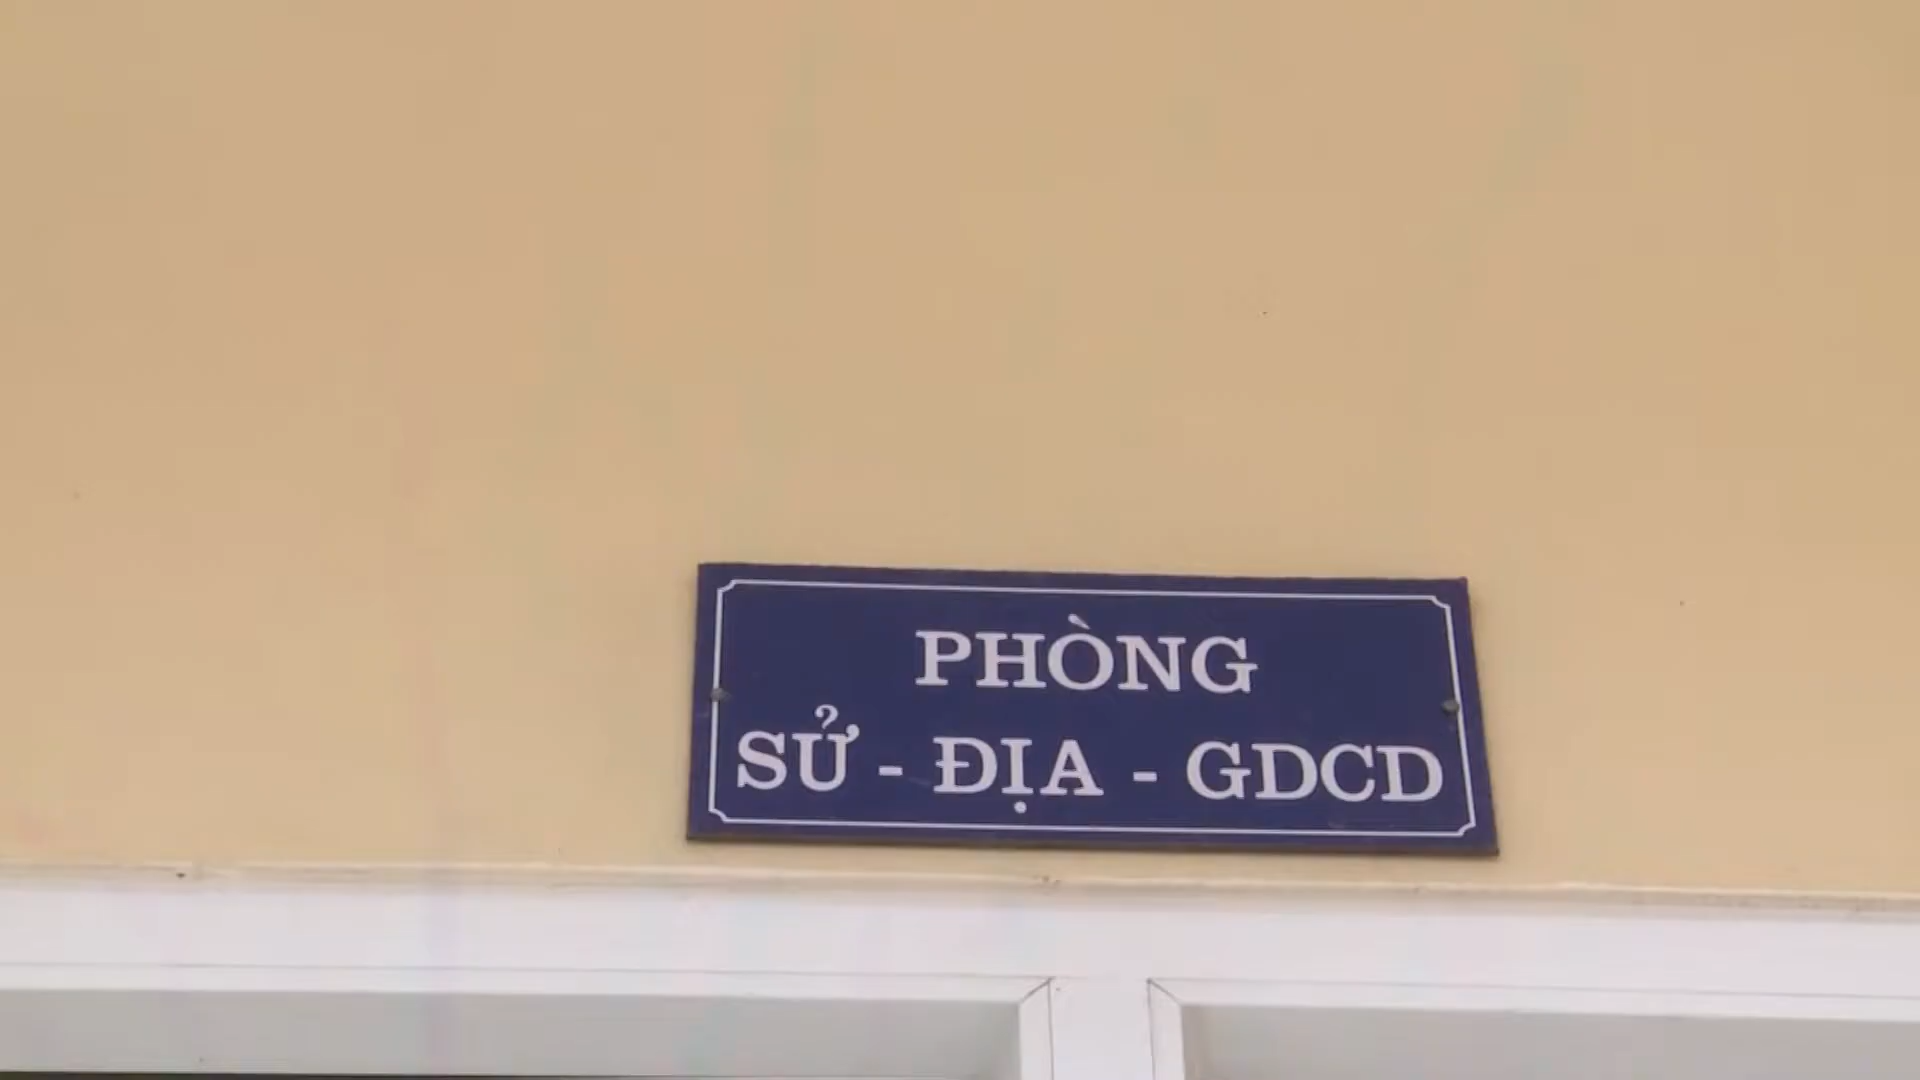 PHÒNG
SỬ - ĐỊA - GDCD